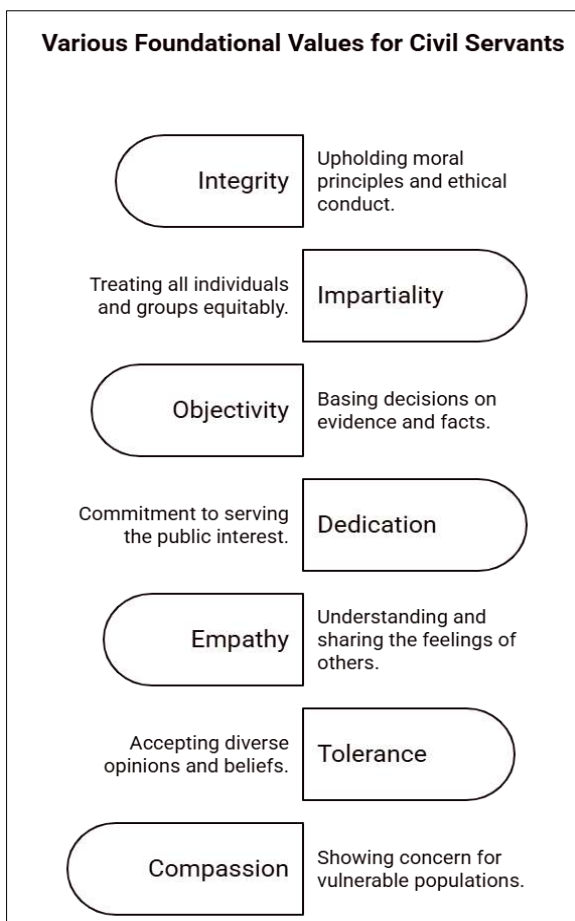 Various Foundational Values for Civil Servants
Integrity
Upholding moral
principles and ethical
conduct.
Treating all individuals
and groups equitably.
Impartiality
Objectivity
Basing decisions on
evidence and facts.
Commitment to serving
the public interest.
Dedication
Empathy
Understanding and
sharing the feelings of
others.
Accepting diverse
opinions and beliefs.
Tolerance
Compassion
Showing concern for
vulnerable populations.